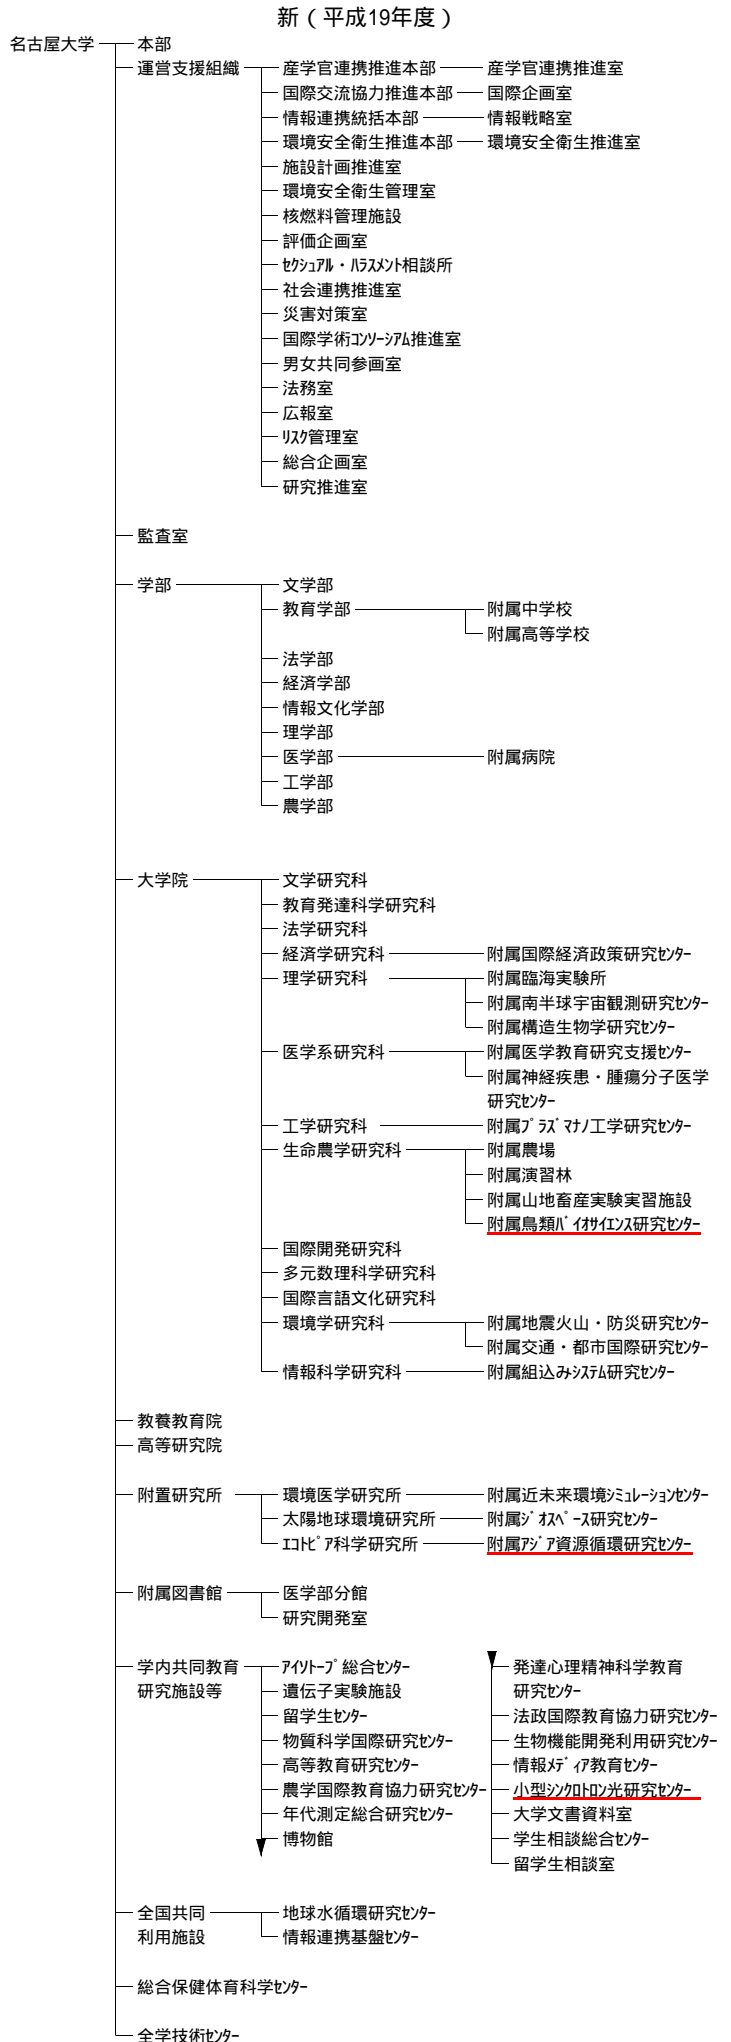 新（平成19年度）
名古屋大学 本部
運営支援組織 産学官連携推進本部 産学官連携推進室
国際交流協力推進本部 国際企画室
情報連携統括本部 情報戦略室
環境安全衛生推進本部 環境安全衛生推進室
施設計画推進室
環境安全衛生管理室
核燃料管理施設
評価企画室
ｾｸｼｭｱﾙ・ﾊﾗｽﾒﾝﾄ相談所
社会連携推進室
災害対策室
国際学術ｺﾝｿｰｼｱﾑ推進室
男女共同参画室
法務室
広報室
ﾘｽｸ管理室
総合企画室
研究推進室
監査室
学部 文学部
教育学部 附属中学校
附属高等学校
法学部
経済学部
情報文化学部
理学部
医学部 附属病院
工学部
農学部
大学院 文学研究科
教育発達科学研究科
法学研究科
経済学研究科 附属国際経済政策研究ｾﾝﾀｰ
理学研究科 附属臨海実験所
附属南半球宇宙観測研究ｾﾝﾀｰ
附属構造生物学研究ｾﾝﾀｰ
医学系研究科 附属医学教育研究支援ｾﾝﾀｰ
附属神経疾患・腫瘍分子医学
研究ｾﾝﾀｰ
工学研究科 附属ﾌﾟﾗｽﾞﾏﾅﾉ工学研究ｾﾝﾀｰ
生命農学研究科 附属農場
附属演習林
附属山地畜産実験実習施設
附属鳥類ﾊﾞｲｵｻｲｴﾝｽ研究ｾﾝﾀｰ
国際開発研究科
多元数理科学研究科
国際言語文化研究科
環境学研究科 附属地震火山・防災研究ｾﾝﾀｰ
附属交通・都市国際研究ｾﾝﾀｰ
情報科学研究科 附属組込みｼｽﾃﾑ研究ｾﾝﾀｰ
教養教育院
高等研究院
附置研究所 環境医学研究所 附属近未来環境ｼﾐｭﾚｰｼｮﾝｾﾝﾀｰ
太陽地球環境研究所 附属ｼﾞｵｽﾍﾟｰｽ研究ｾﾝﾀｰ
ｴｺﾄﾋﾟｱ科学研究所 附属ｱｼﾞｱ資源循環研究ｾﾝﾀｰ
附属図書館 医学部分館
研究開発室
学内共同教育 ｱｲｿﾄｰﾌﾟ総合ｾﾝﾀｰ 発達心理精神科学教育
研究施設等 遺伝子実験施設 研究ｾﾝﾀｰ
留学生ｾﾝﾀｰ 法政国際教育協力研究ｾﾝﾀｰ
物質科学国際研究ｾﾝﾀｰ 生物機能開発利用研究ｾﾝﾀｰ
高等教育研究ｾﾝﾀｰ 情報ﾒﾃﾞｨｱ教育ｾﾝﾀｰ
農学国際教育協力研究ｾﾝﾀｰ 小型ｼﾝｸﾛﾄﾛﾝ光研究ｾﾝﾀｰ
年代測定総合研究ｾﾝﾀｰ 大学文書資料室
博物館 学生相談総合ｾﾝﾀｰ
留学生相談室
全国共同 地球水循環研究ｾﾝﾀｰ
利用施設 情報連携基盤ｾﾝﾀｰ
総合保健体育科学ｾﾝﾀｰ
全学技術ｾﾝﾀｰ